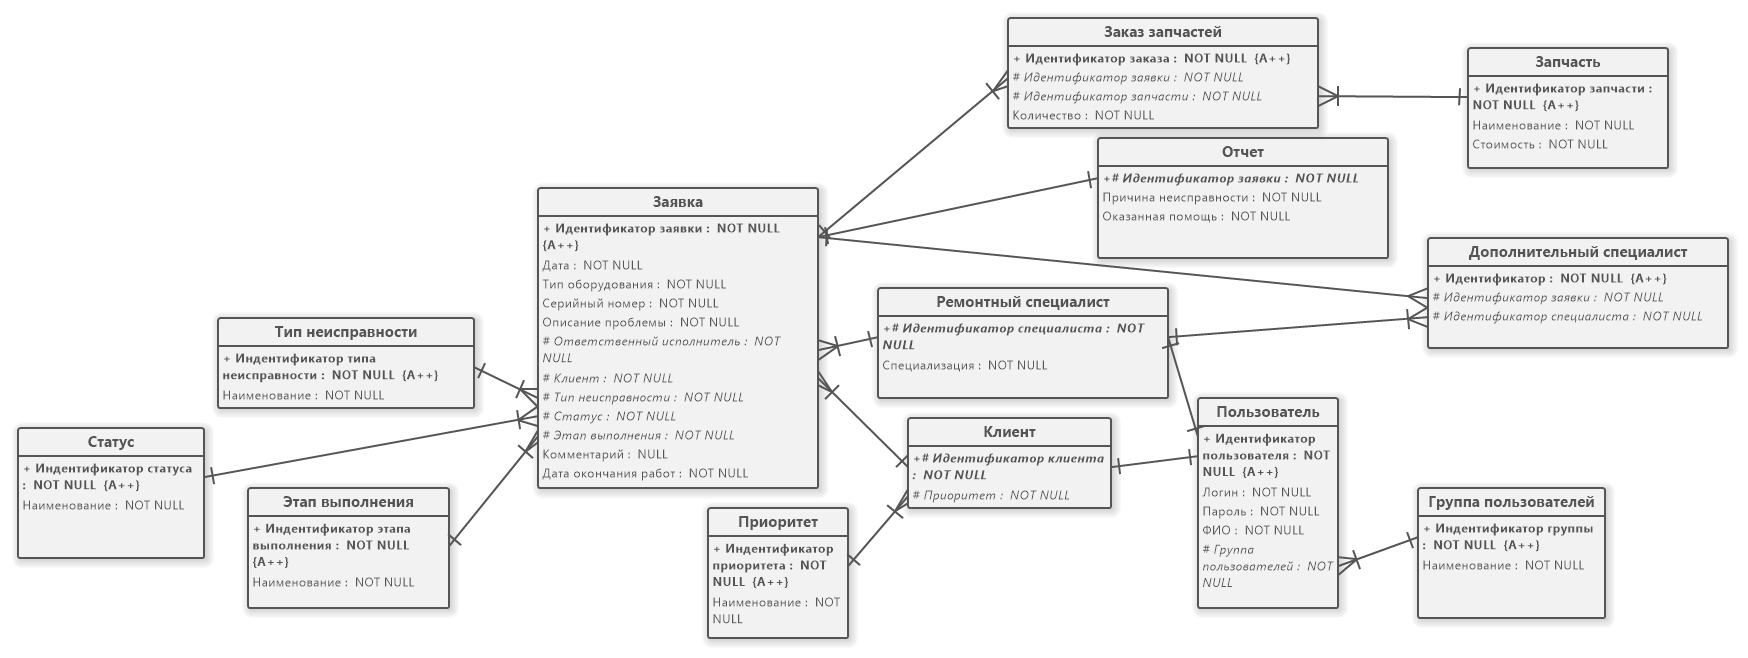 Заказ запчастей
+ Идентификатор заказа :  NOT NULL  {A++}
# Идентификатор заявки :  NOT NULL
# Идентификатор запчасти :  NOT NULL
Количество :  NOT NULL
Запчасть
+ Идентификатор запчасти :
NOT NULL  {A++}
Наименование :  NOT NULL
Стоимость :  NOT NULL
Отчет
+# Идентификатор заявки :  NOT NULL
Причина неисправности :  NOT NULL
Оказанная помощь :  NOT NULL
Заявка
+ Идентификатор заявки :  NOT NULL
{A++}
Дата :  NOT NULL
Тип оборудования :  NOT NULL
Серийный номер :  NOT NULL
Описание проблемы :  NOT NULL
# Ответственный исполнитель :  NOT
NULL
# Клиент :  NOT NULL
# Тип неисправности :  NOT NULL
# Статус :  NOT NULL
# Этап выполнения :  NOT NULL
Комментарий :  NULL
Дата окончания работ :  NOT NULL
Дополнительный специалист
+ Идентификатор :  NOT NULL  {A++}
# Идентификатор заявки :  NOT NULL
# Идентификатор специалиста :  NOT NULL
Ремонтный специалист
+# Идентификатор специалиста :  NOT
NULL
Специализация :  NOT NULL
Тип неисправности
+ Индентификатор типа
неисправности :  NOT NULL  {A++}
Наименование :  NOT NULL
Статус
+ Индентификатор статуса
:  NOT NULL  {A++}
Наименование :  NOT NULL
Этап выполнения
+ Индентификатор этапа
выполнения :  NOT NULL
{A++}
Наименование :  NOT NULL
Клиент
+# Идентификатор клиента
:  NOT NULL
# Приоритет :  NOT NULL
Приоритет
+ Индентификатор
приоритета :  NOT
NULL  {A++}
Наименование :  NOT
NULL
Пользователь
+ Идентификатор
пользователя :  NOT
NULL  {A++}
Логин :  NOT NULL
Пароль :  NOT NULL
ФИО :  NOT NULL
# Группа
пользователей :  NOT
NULL
Группа пользователей
+ Индентификатор группы
:  NOT NULL  {A++}
Наименование :  NOT NULL